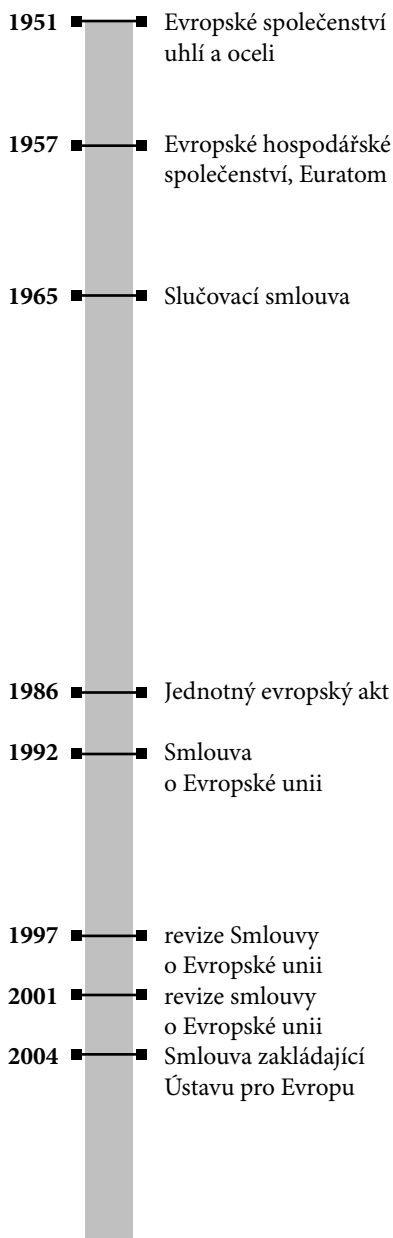 1951 Evropské společenství
uhlí a oceli
1957 Evropské hospodářské
společenství, Euratom
1965 Slučovací smlouva
1986 Jednotný evropský akt
1992 Smlouva
o Evropské unii
1997 revize Smlouvy
o Evropské unii
2001 revize smlouvy
o Evropské unii
2004 Smlouva zakládající
Ústavu pro Evropu